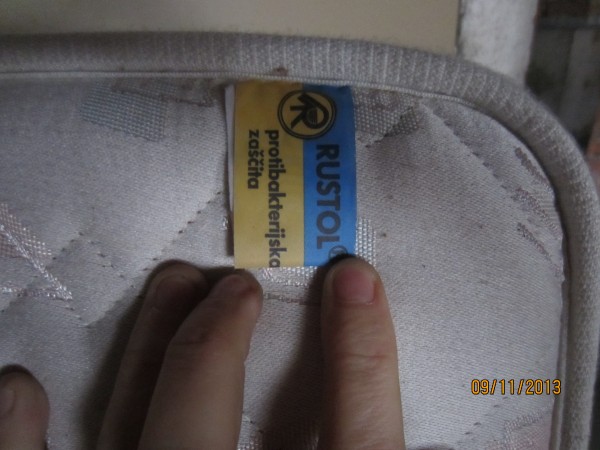 R
RUSTOL®
protibakterijska
zaščita
09/11/2013